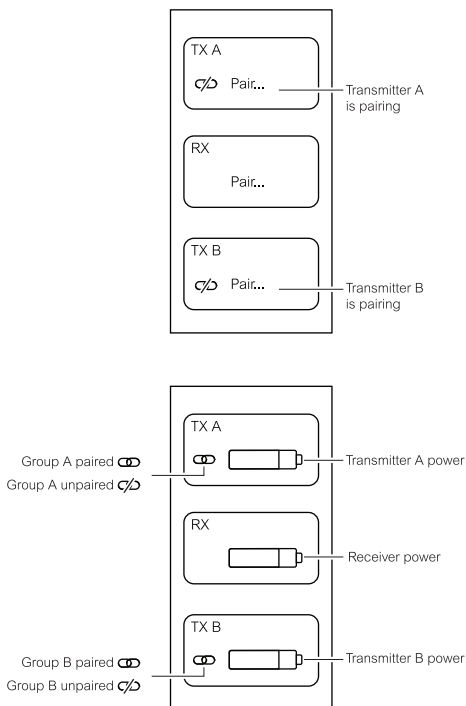 TX A
Pair...
Transmitter A
is pairing
RX
Pair...
TX B
Pair...
Transmitter B
is pairing
TX A
Group A paired
Group A unpaired
Transmitter A power
RX
Receiver power
TX B
Group B paired
Group B unpaired
Transmitter B power